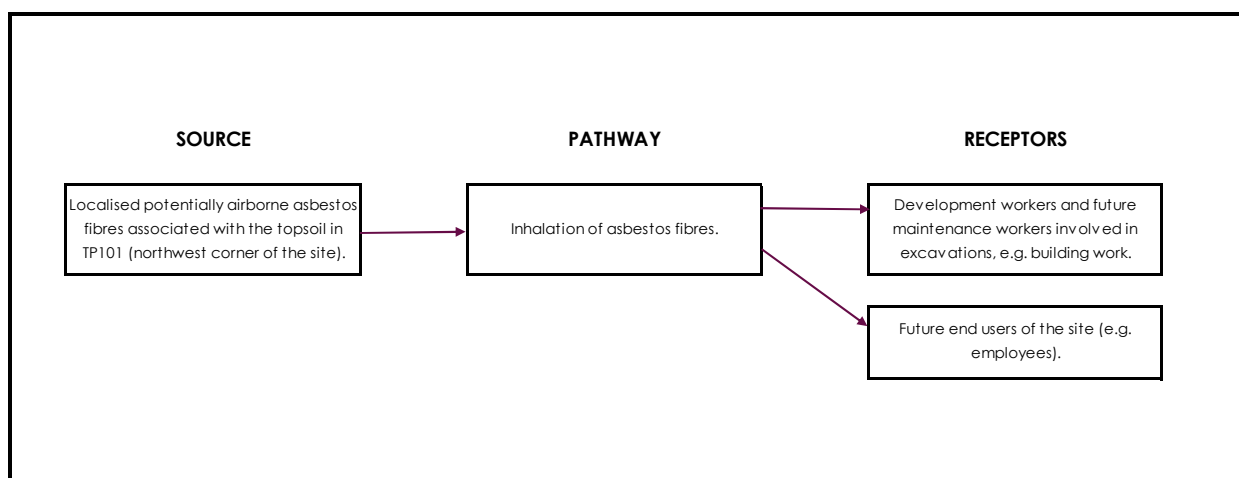 SOURCE
PATHWAY
RECEPTORS
Localised potentially airborne asbestos
fibres associated with the topsoil in
TP101 (northwest corner of the site).
Inhalation of asbestos fibres.
Development workers and future
maintenance workers involved in
excavations, e.g. building work.
Future end users of the site (e.g.
employees).